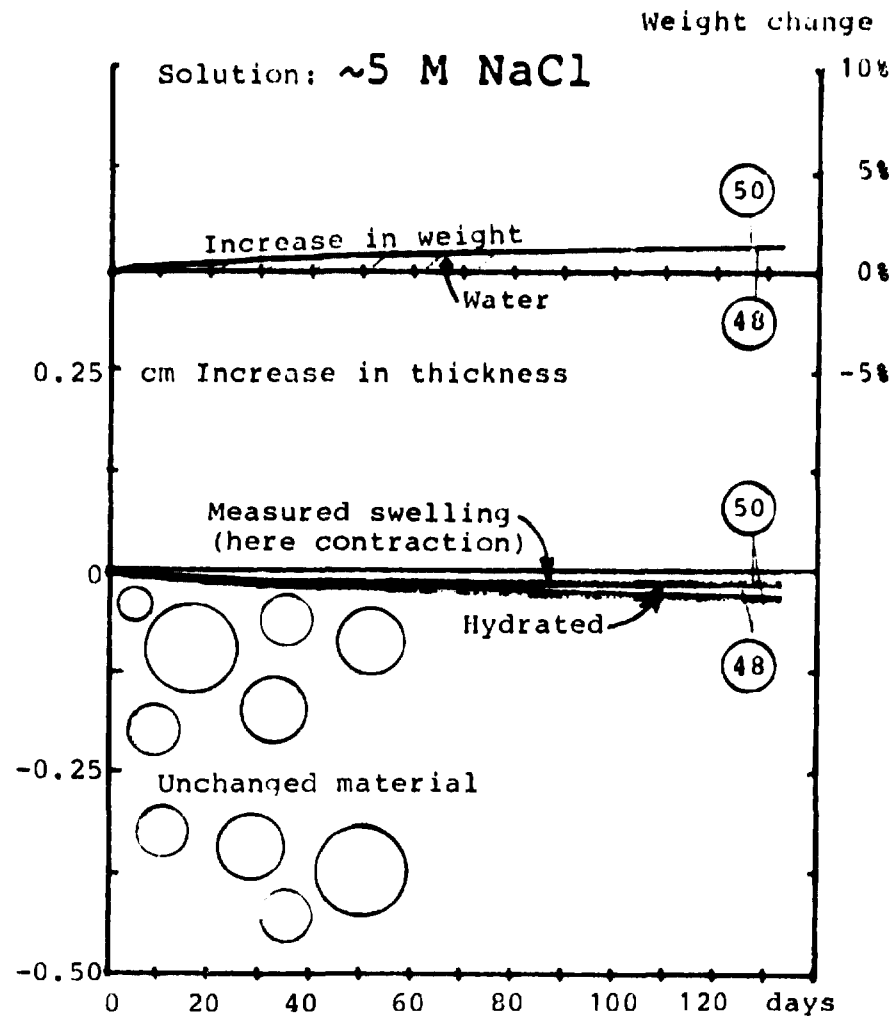 Weight change
Solution: ~5 M NaCl
10%
5%
50
Increase in weight
0%
Water
48
0.25 cm Increase in thickness
-5%
50
Measured swelling
(here contraction)
0
Hydrated
48
-0.25
Unchanged material
-0.50
0 20 40 60 80 100 120 days